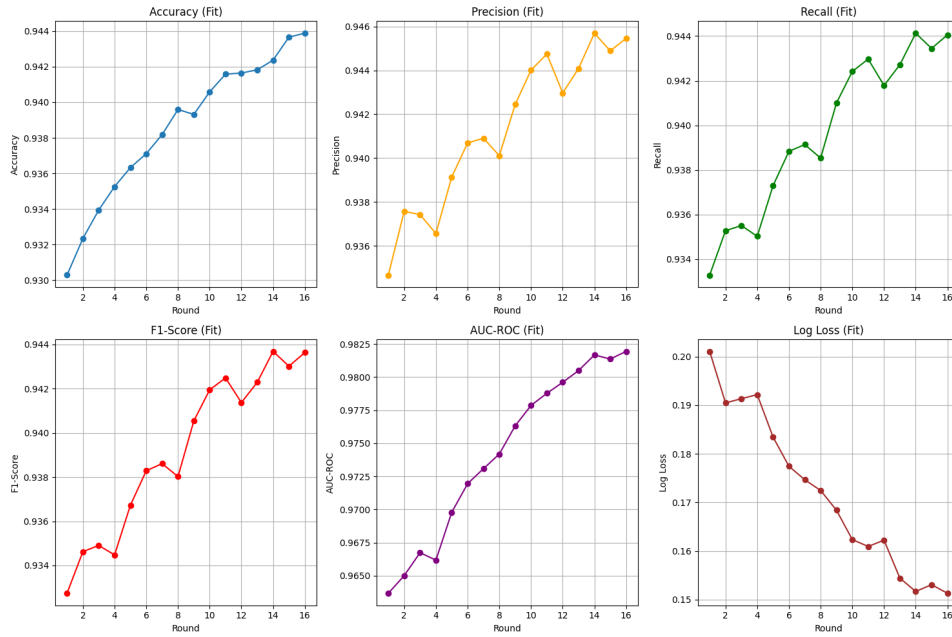 Accuracy (Fit)
0.944
0.942
0.940
0.938
0.936
0.934
0.932
0.930
Accuracy
2 4 6 8 10 12 14 16
Round
Precision (Fit)
0.946
0.944
0.942
0.940
0.938
0.936
Precision
2 4 6 8 10 12 14 16
Round
Recall (Fit)
0.944
0.942
0.940
0.938
0.936
0.934
Recall
2 4 6 8 10 12 14 16
Round
F1-Score (Fit)
0.944
0.942
0.940
0.938
0.936
0.934
F1-Score
2 4 6 8 10 12 14 16
Round
AUC-ROC (Fit)
0.9825
0.9800
0.9775
0.9750
0.9725
0.9700
0.9675
0.9650
AUC-ROC
2 4 6 8 10 12 14 16
Round
Log Loss (Fit)
0.20
0.19
0.18
0.17
0.16
0.15
Log Loss
2 4 6 8 10 12 14 16
Round